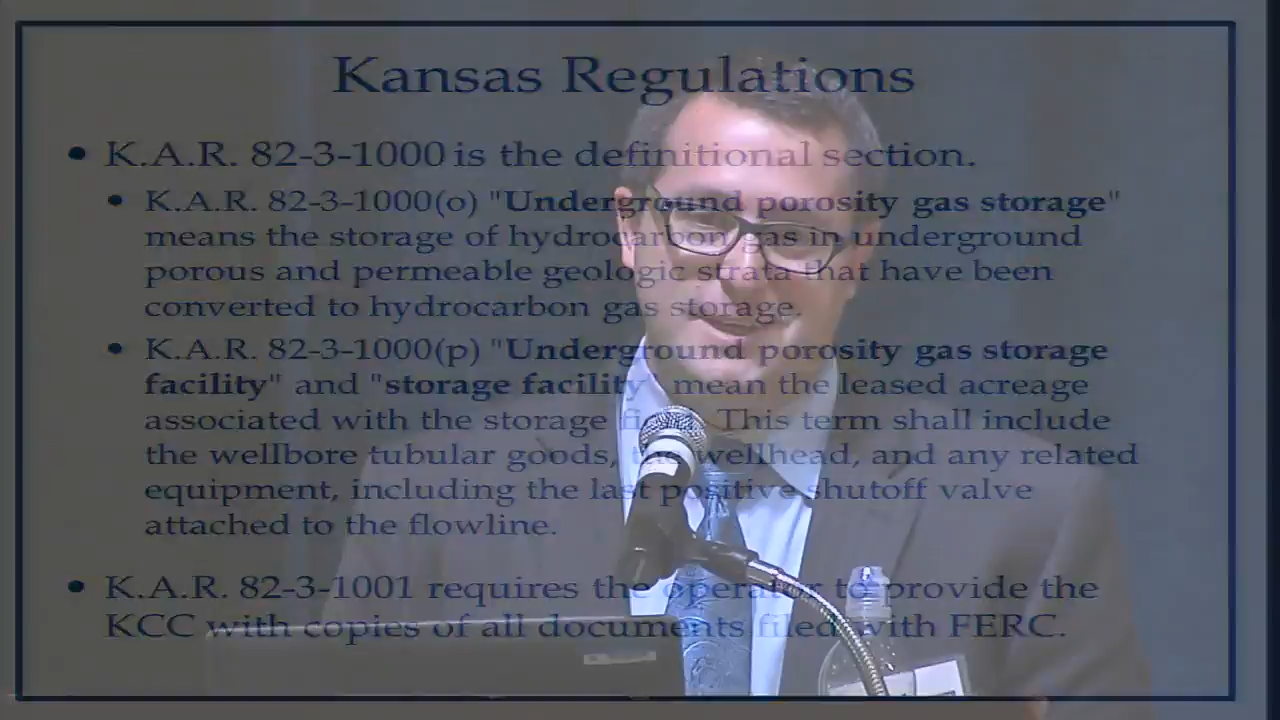 Kansas Regulations
• K.A.R. 82-3-1000 is the definitional section.
• K.A.R. 82-3-1000(o) "Underground porosity gas storage"
means the storage of hydrocarbon gas in underground
porous and permeable geologic strata that have been
converted to hydrocarbon gas storage.
• K.A.R. 82-3-1000(p) "Underground porosity gas storage
facility" and "storage facility" mean the leased acreage
associated with the storage This term shall include
the wellbore tubular goods, the wellhead, and any related
equipment, including the last positive shutoff valve
attached to the flowline.
• K.A.R. 82-3-1001 requires the operator to provide the
KCC with copies of all documents filed with FERC.